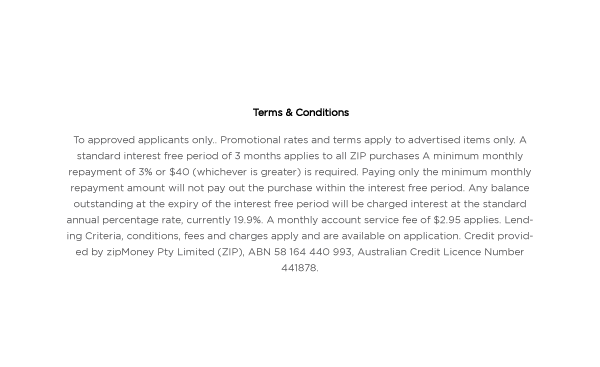 Terms & Conditions
To approved applicants only.. Promotional rates and terms apply to advertised items only. A
standard interest free period of 3 months applies to all ZIP purchases A minimum monthly
repayment of 3% or $40 (whichever is greater) is required. Paying only the minimum monthly
repayment amount will not pay out the purchase within the interest free period. Any balance
outstanding at the expiry of the interest free period will be charged interest at the standard
annual percentage rate, currently 19.9%. A monthly account service fee of $2.95 applies. Lend-
ing Criteria, conditions, fees and charges apply and are available on application. Credit provid-
ed by zipMoney Pty Limited (ZIP), ABN 58 164 440 993, Australian Credit Licence Number
441878.